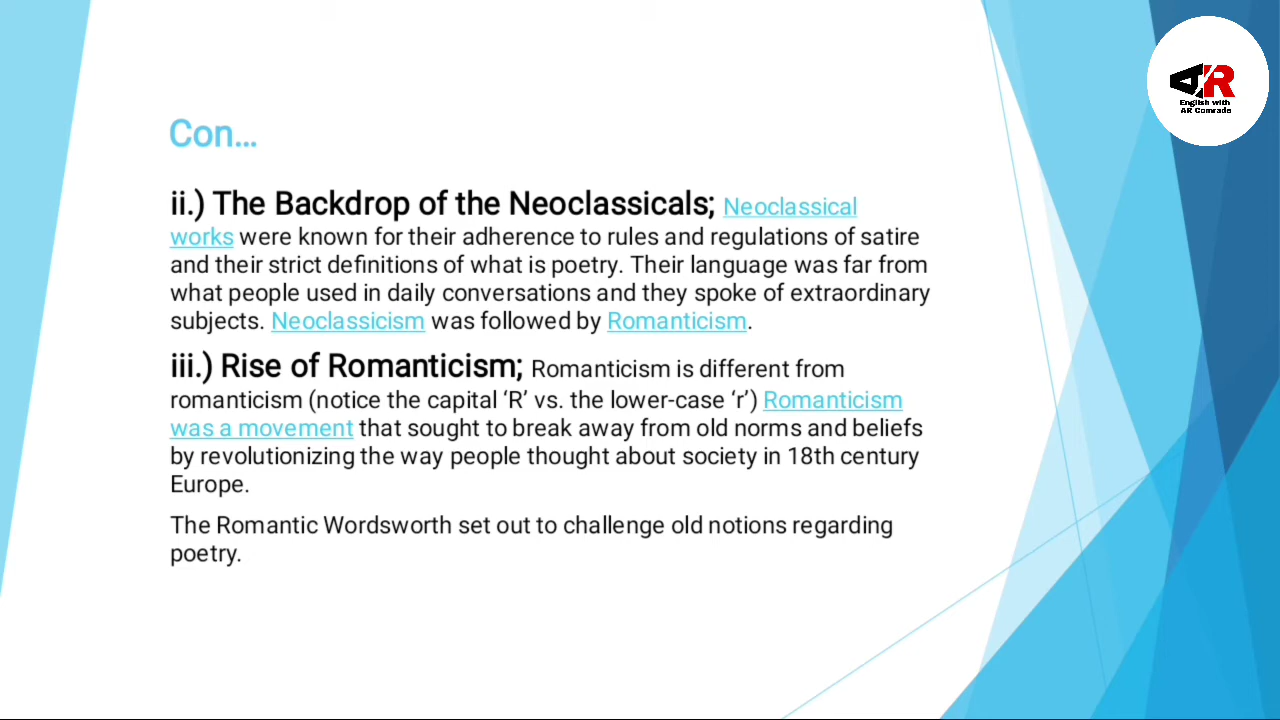 AR
English with
AR Comrade
Con...
ii.) The Backdrop of the Neoclassicals; Neoclassical
works were known for their adherence to rules and regulations of satire
and their strict definitions of what is poetry. Their language was far from
what people used in daily conversations and they spoke of extraordinary
subjects. Neoclassicism was followed by Romanticism.
iii.) Rise of Romanticism; Romanticism is different from
romanticism (notice the capital ‘R’ vs. the lower-case ‘r’) Romanticism
was a movement that sought to break away from old norms and beliefs
by revolutionizing the way people thought about society in 18th century
Europe.
The Romantic Wordsworth set out to challenge old notions regarding
poetry.